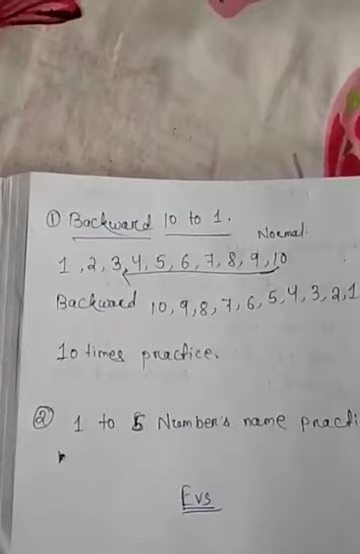 ① Backward 10 to 1.
Normal.
1, 2, 3, 4, 5, 6, 7, 8, 9, 10
Backward 10, 9, 8, 7, 6, 5, 4, 3, 2, 1
10 times practice.
② 1 to 5 Number's name practi
Evs